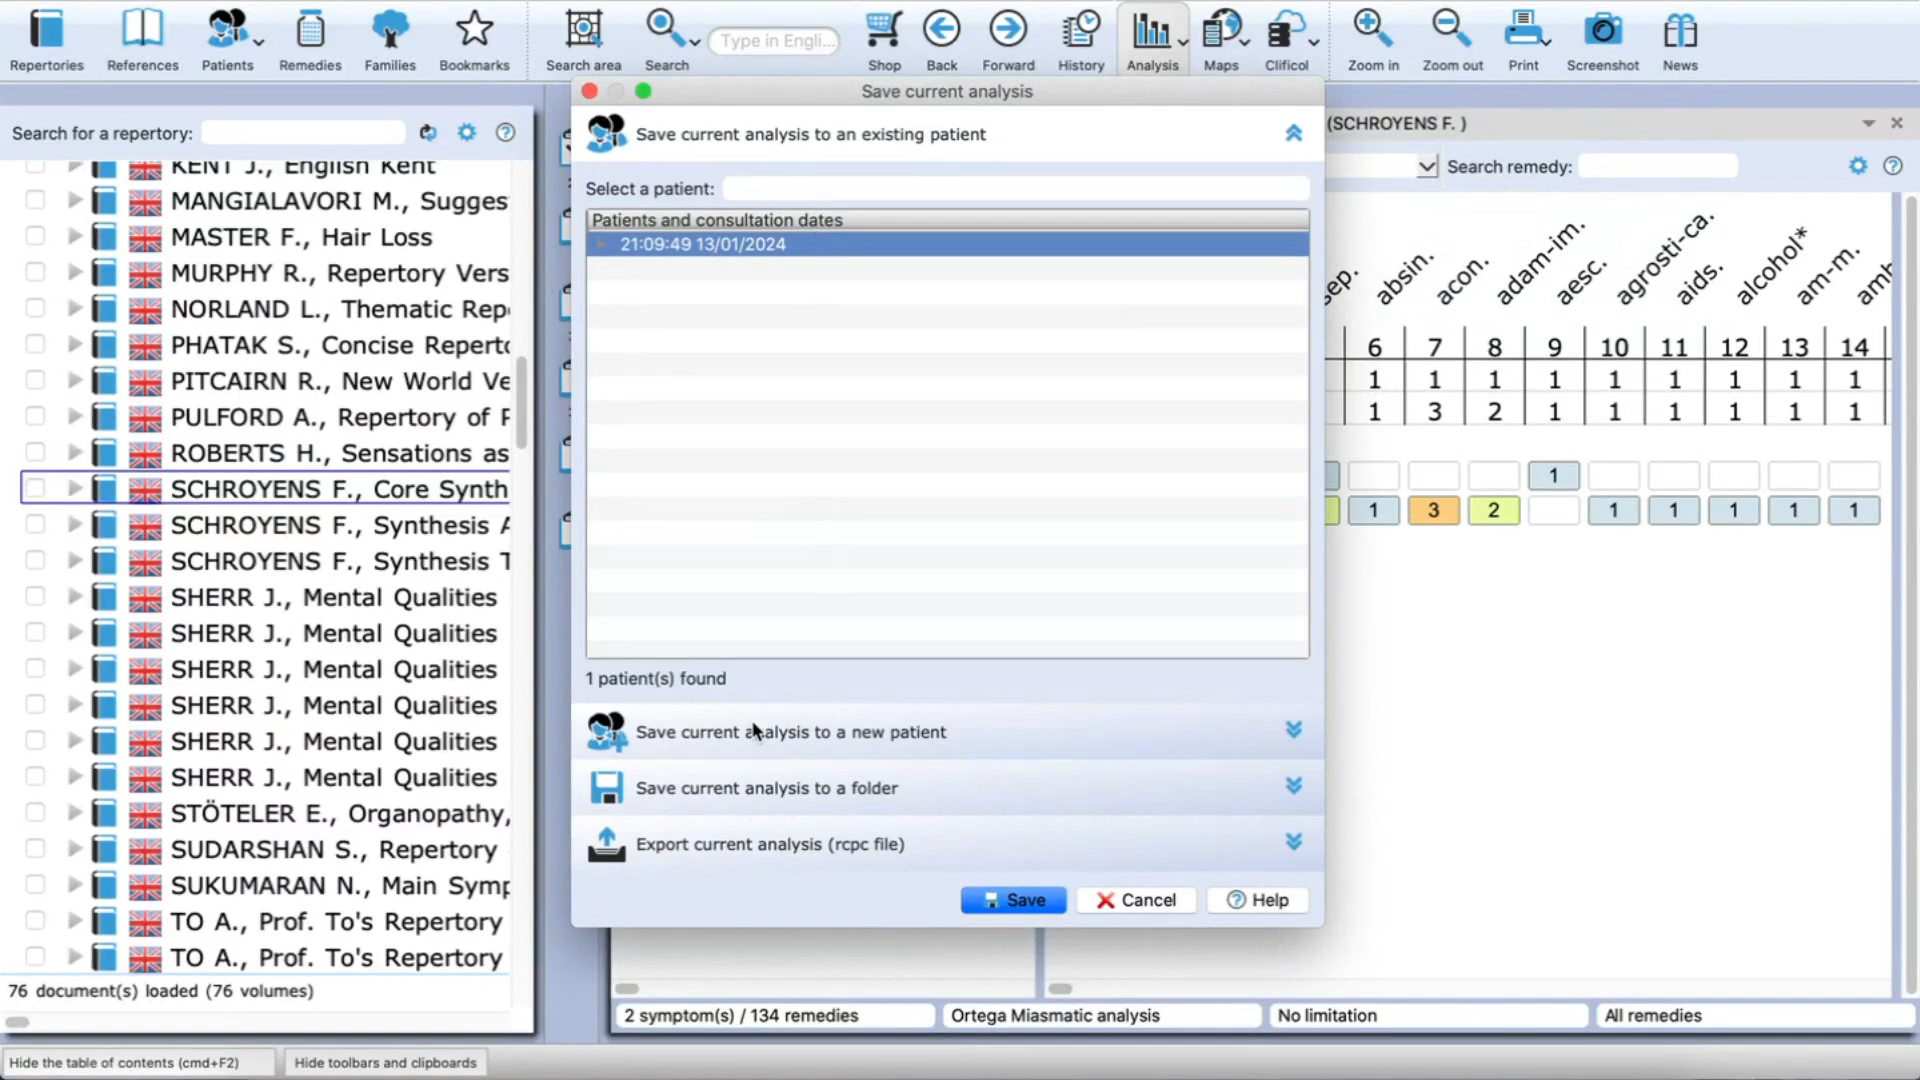 Repertories References Patients Remedies Families Bookmarks Search area Search Type in Engli... Shop Back Forward History Analysis Maps Clificol Zoom in Zoom out Print Screenshot News
Search for a repertory:
KENT J., English Kent
MANGIALAVORI M., Sugges
MASTER F., Hair Loss
MURPHY R., Repertory Vers
NORLAND L., Thematic Rep
PHATAK S., Concise Reperto
PITCAIRN R., New World Ve
PULFORD A., Repertory of P
ROBERTS H., Sensations as
SCHROYENS F., Core Synth
SCHROYENS F., Synthesis A
SCHROYENS F., Synthesis T
SHERR J., Mental Qualities
SHERR J., Mental Qualities
SHERR J., Mental Qualities
SHERR J., Mental Qualities
SHERR J., Mental Qualities
SHERR J., Mental Qualities
STÖTELER E., Organopathy,
SUDARSHAN S., Repertory
SUKUMARAN N., Main Symp
TO A., Prof. To's Repertory
TO A., Prof. To's Repertory
76 document(s) loaded (76 volumes)
Hide the table of contents (cmd+F2) Hide toolbars and clipboards
Save current analysis
Save current analysis to an existing patient
Select a patient:
Patients and consultation dates
21:09:49 13/01/2024
1 patient(s) found
Save current analysis to a new patient
Save current analysis to a folder
Export current analysis (rcpc file)
Save Cancel Help
(SCHROYENS F. )
Search remedy:
ep. absin. acon. adam-im. aesc. agrosti-ca. aids. alcohol* am-m. amb
6 7 8 9 10 11 12 13 14
1 1 1 1 1 1 1 1 1
1 3 2 1 1 1 1 1 1
1
1 3 2 1 1 1 1 1
2 symptom(s) / 134 remedies Ortega Miasmatic analysis No limitation All remedies